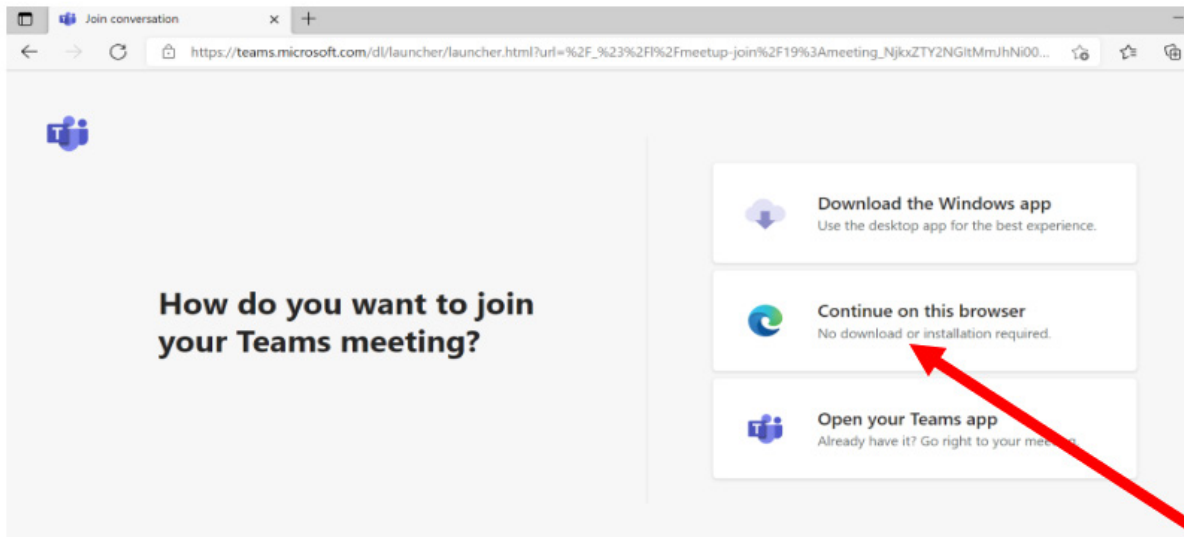 Join conversation
https://teams.microsoft.com/dl/launcher/launcher.html?url=%2F_%23%2Fl%2Fmeetup-join%2F19%3Ameeting_NjkxZTY2NGItMmJhNi00...
How do you want to join
your Teams meeting?
Download the Windows app
Use the desktop app for the best experience.
Continue on this browser
No download or installation required.
Open your Teams app
Already have it? Go right to your meeting.